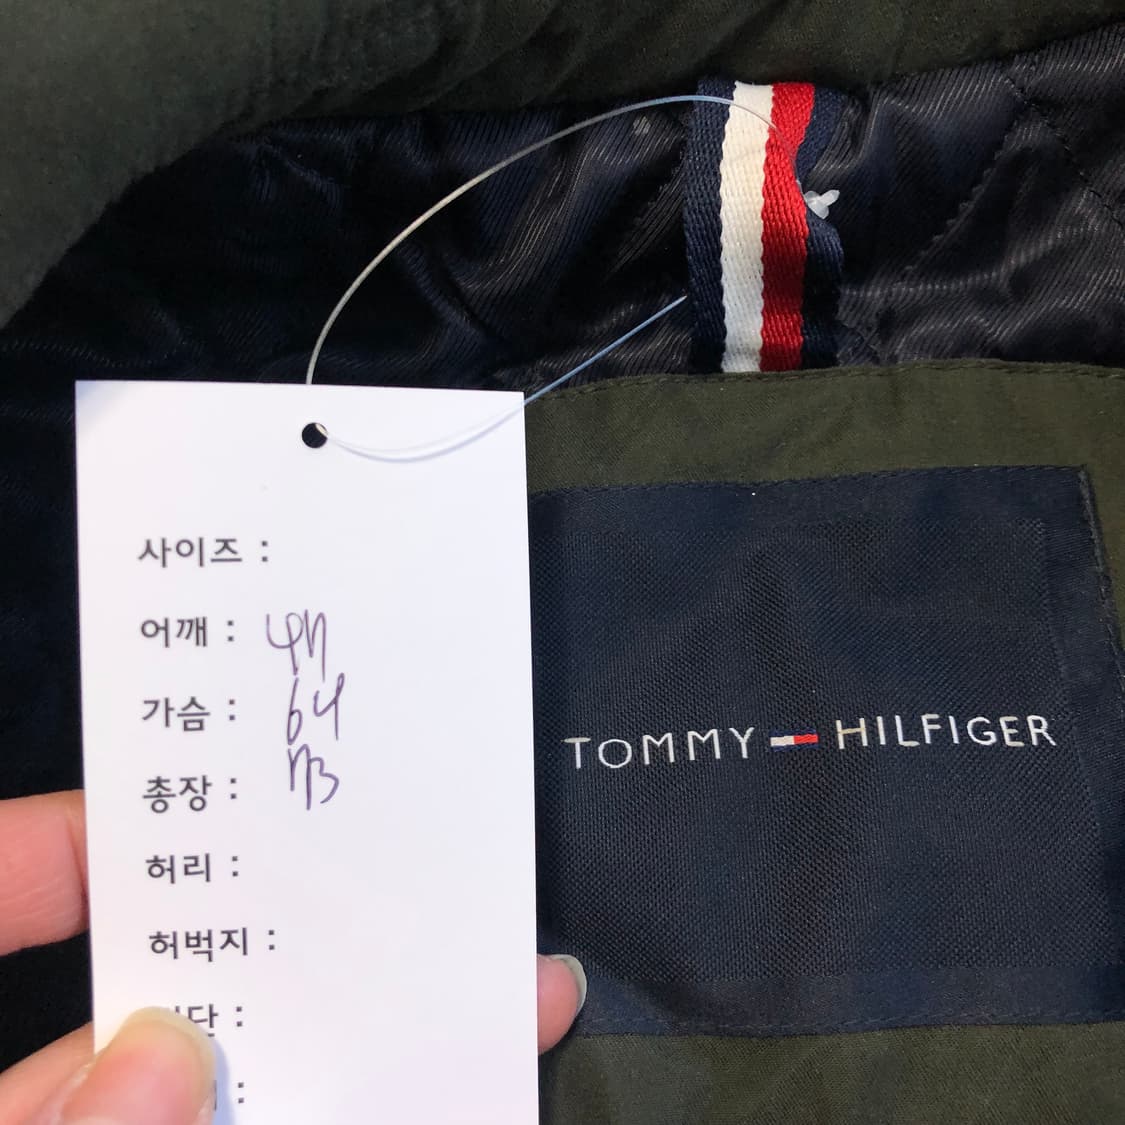 사이즈 :
어깨 : 47
가슴 : 64
총장 : 73
허리 :
허벅지 :
단 :
:
TOMMY HILFIGER